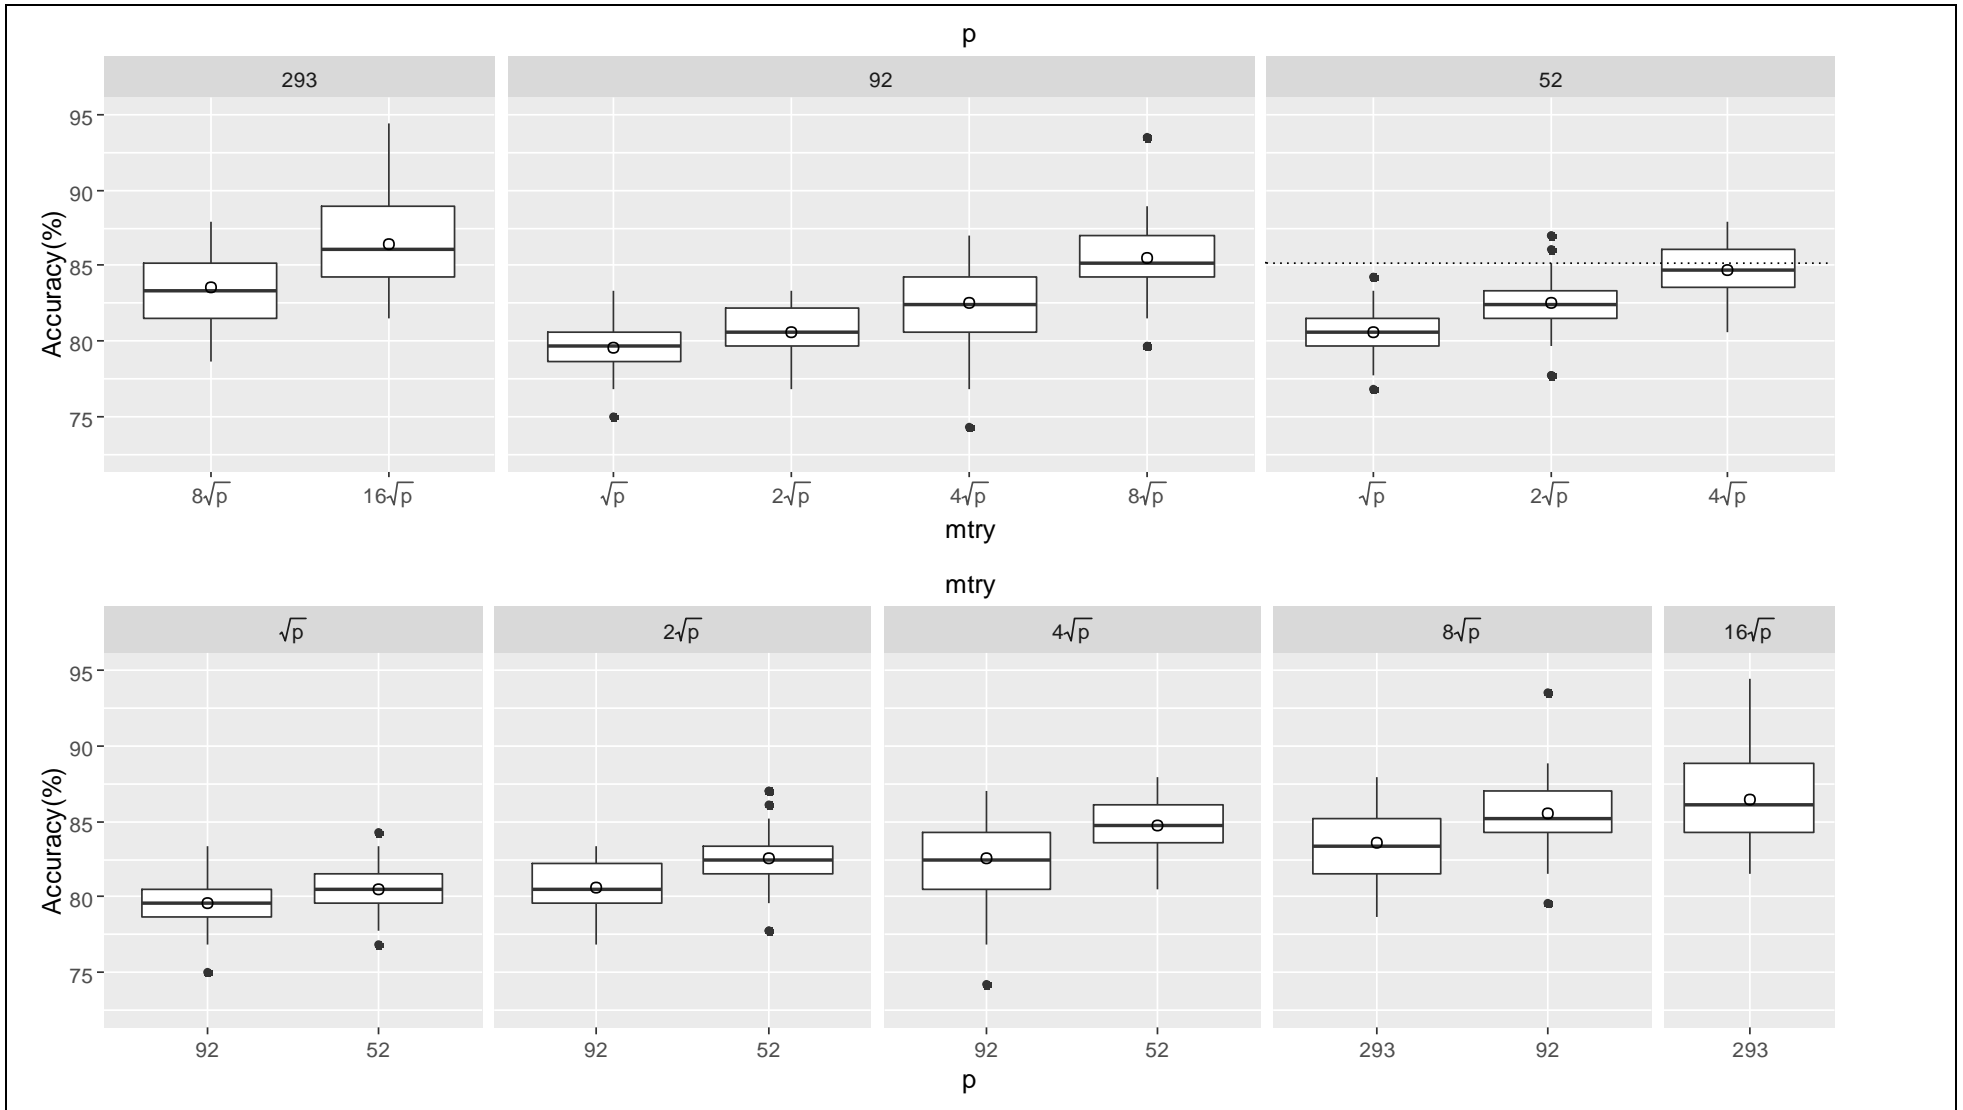 p
293 92 52
95
90
85
80
75
Accuracy(%)
8√p 16√p √p 2√p 4√p 8√p √p 2√p 4√p
mtry
mtry
√p 2√p 4√p 8√p 16√p
95
90
85
80
75
Accuracy(%)
92 52 92 52 92 52 293 92 293
p